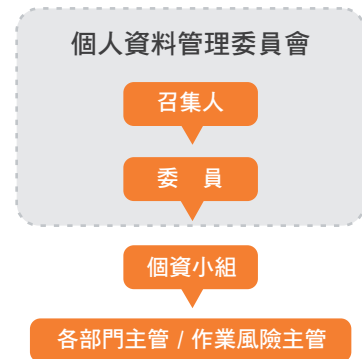 個人資料管理委員會
召集人
委　員
個資小組
各部門主管 / 作業風險主管